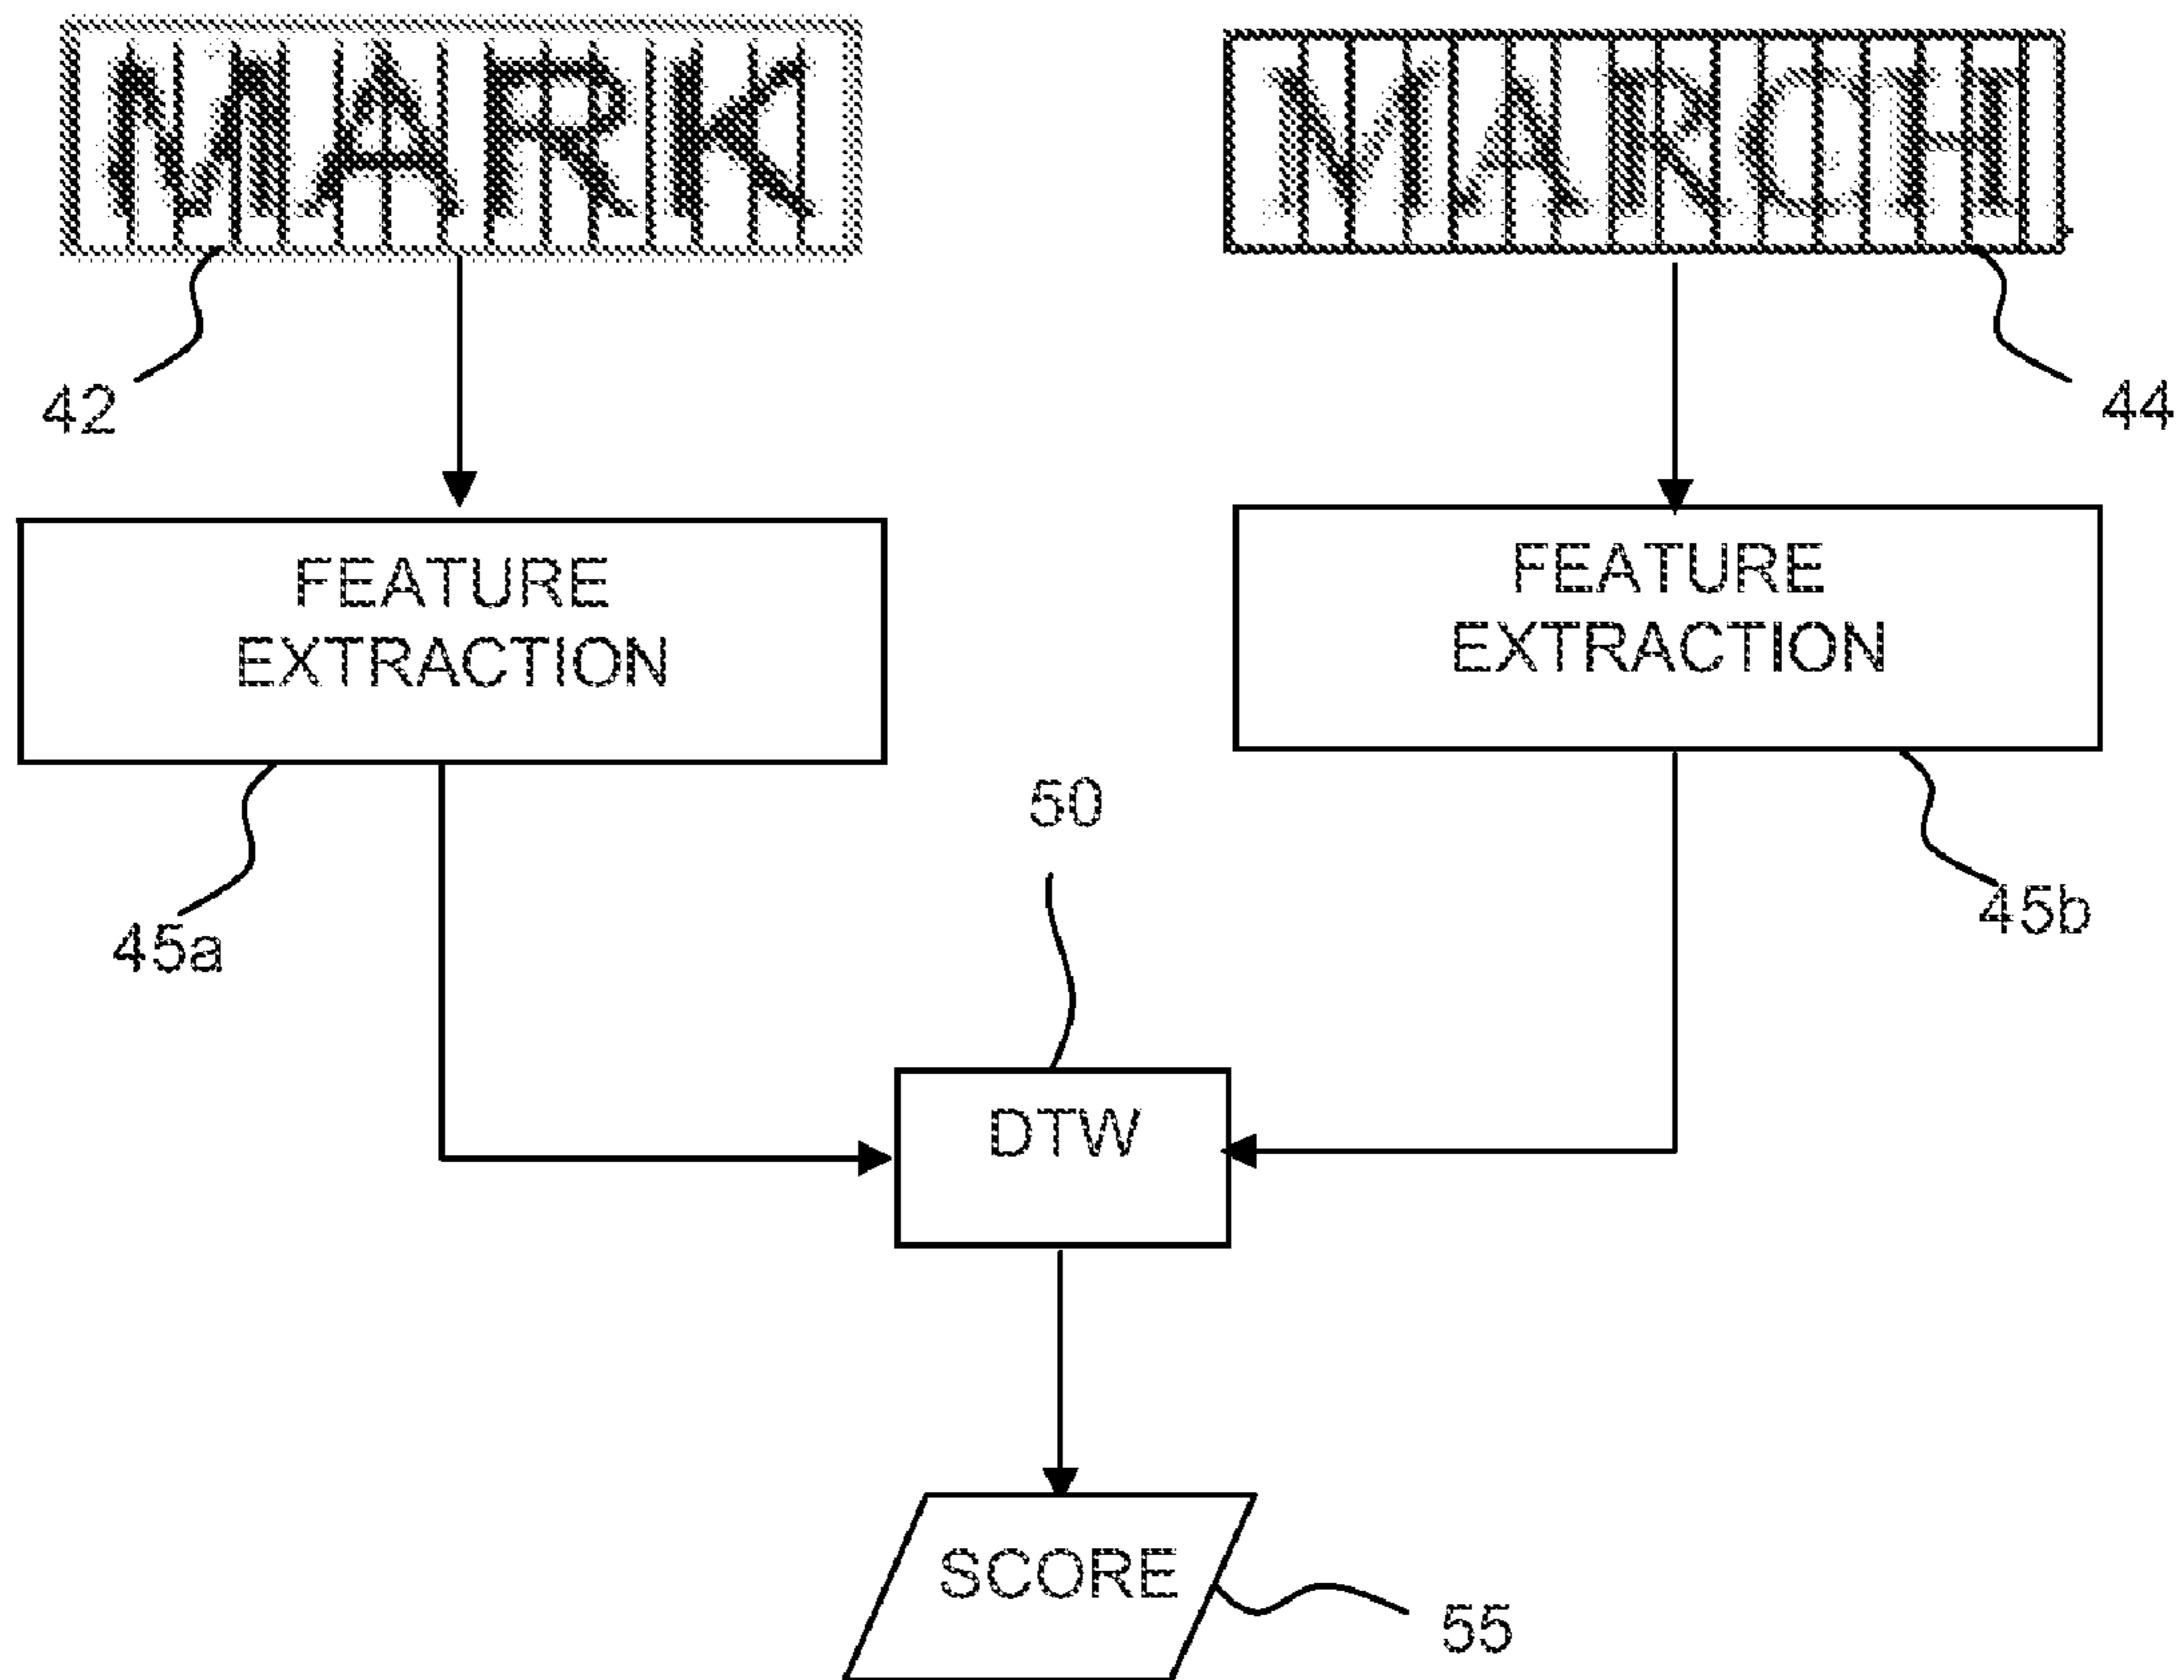 MARK
MARCH
42
44
FEATURE
EXTRACTION
FEATURE
EXTRACTION
45a
50
45b
DTW
SCORE
55